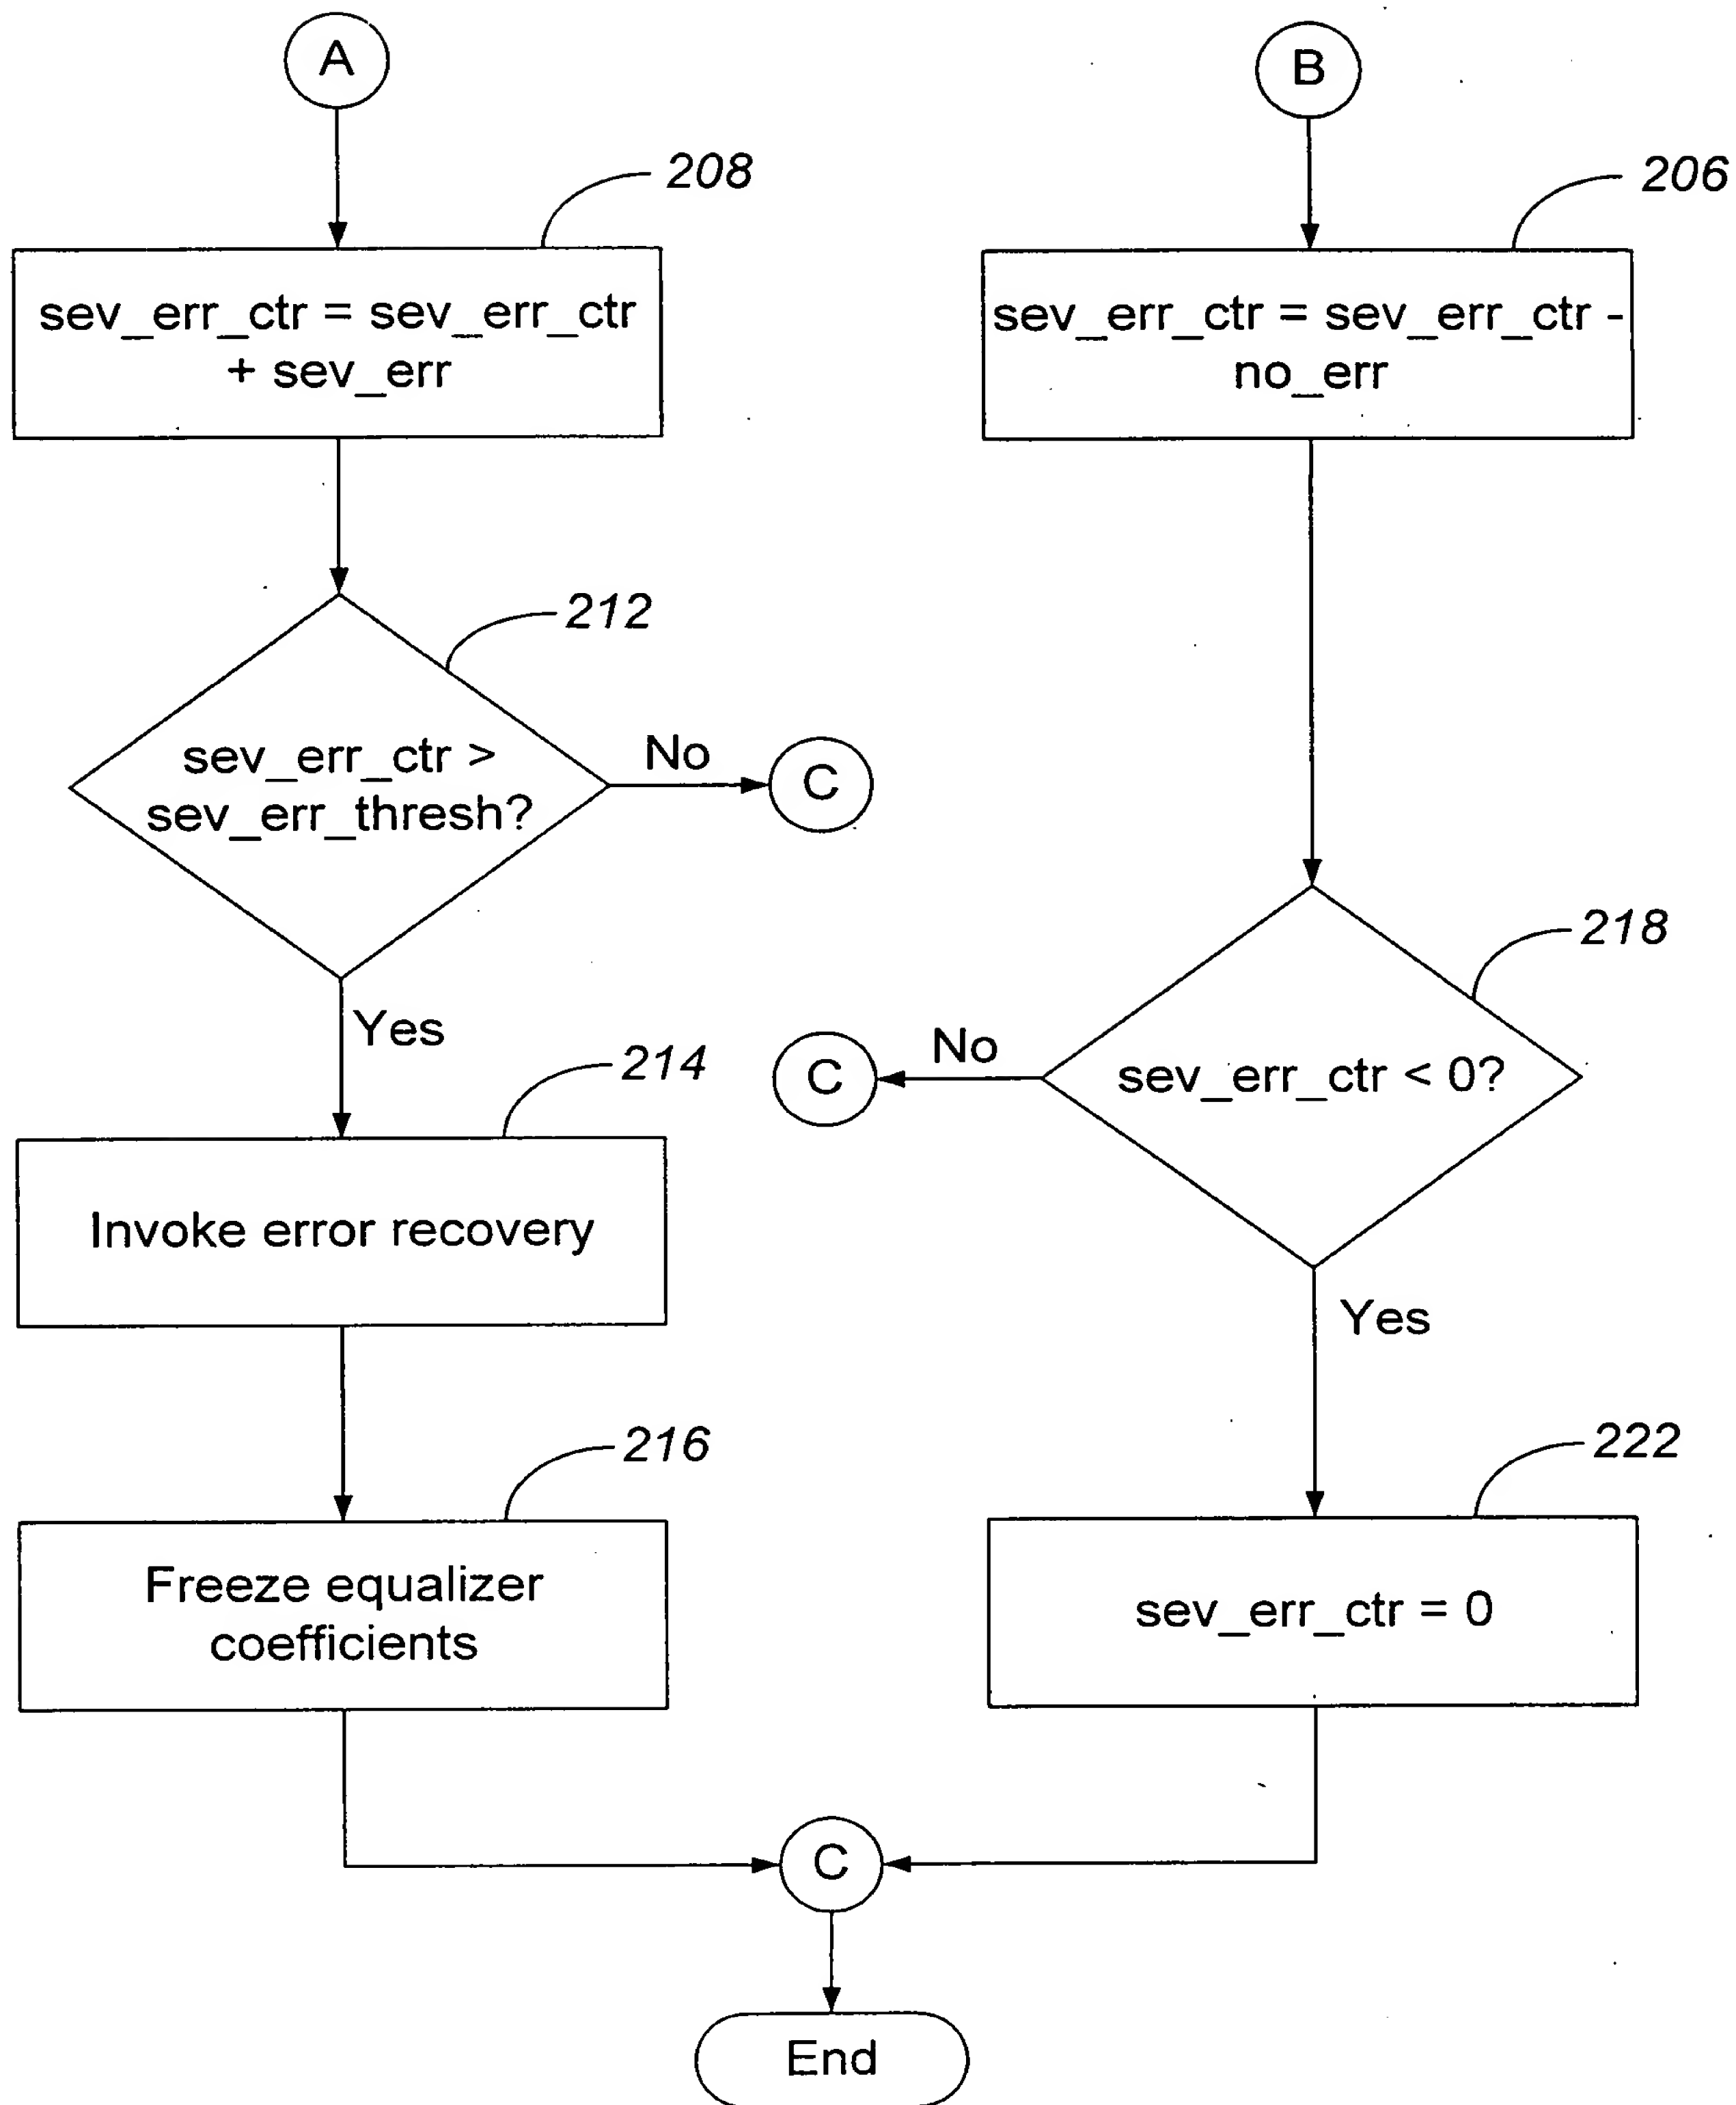 A
208
sev_err_ctr = sev_err_ctr
+ sev_err
212
sev_err_ctr >
sev_err_thresh?
No
C
Yes
214
Invoke error recovery
216
Freeze equalizer
coefficients
B
206
sev_err_ctr = sev_err_ctr -
no_err
218
sev_err_ctr < 0?
No
C
Yes
222
sev_err_ctr = 0
C
End